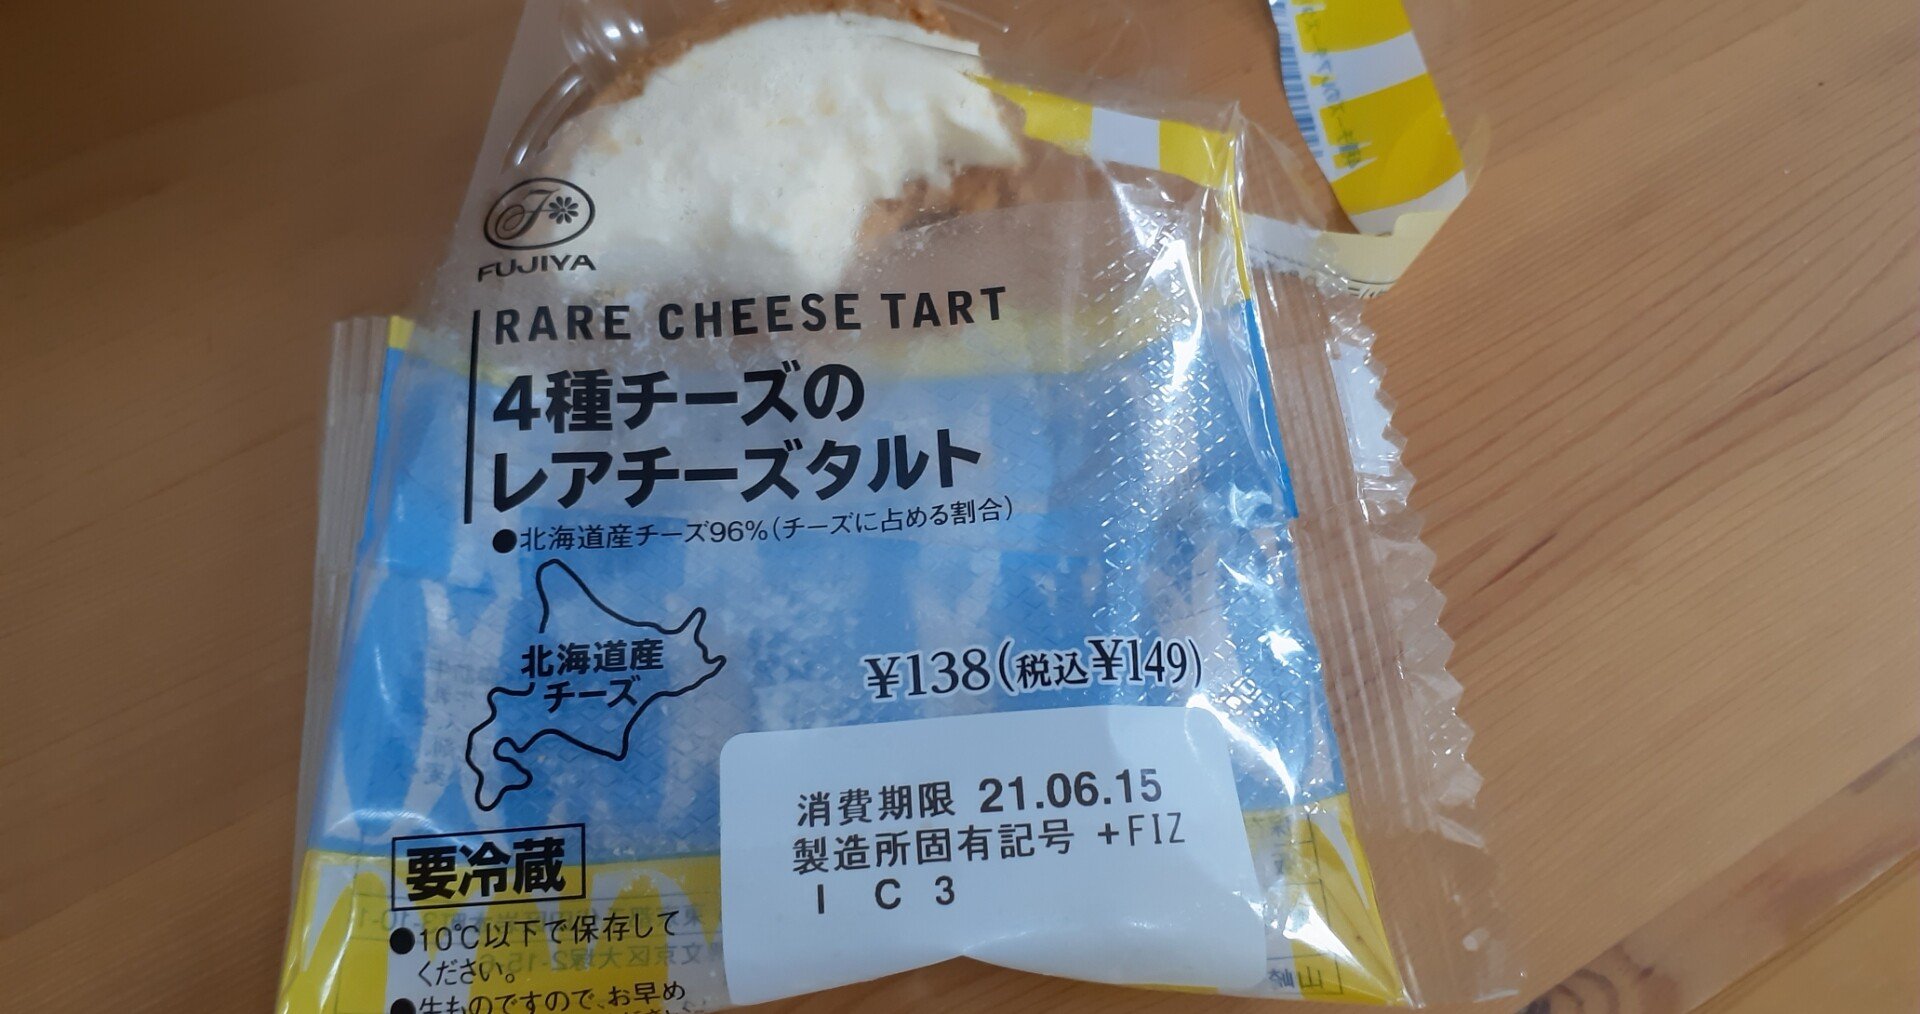 FUJIYA
RARE CHEESE TART
4種チーズの
レアチーズタルト
●北海道産チーズ96%(チーズに占める割合)
北海道産
チーズ
¥138(税込¥149)
消費期限 21.06.15
製造所固有記号 +FIZ
I C 3
要冷蔵
●10℃以下で保存して
ください。
●生ものですので、お早め